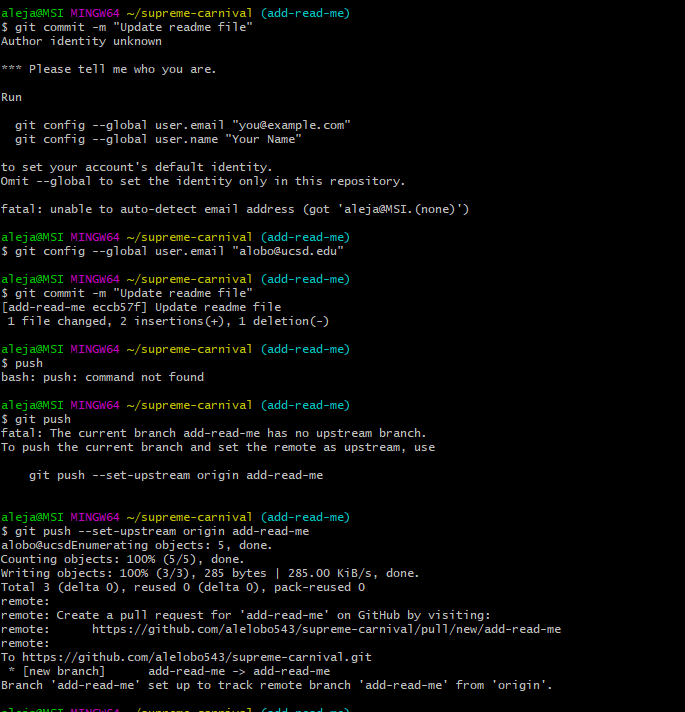 aleja@MSI MINGW64 ~/supreme-carnival (add-read-me)
$ git commit -m "Update readme file"
Author identity unknown
*** Please tell me who you are.
Run
git config --global user.email "you@example.com"
git config --global user.name "Your Name"
to set your account's default identity.
Omit --global to set the identity only in this repository.
fatal: unable to auto-detect email address (got 'aleja@MSI.(none)')
aleja@MSI MINGW64 ~/supreme-carnival (add-read-me)
$ git config --global user.email "alobo@ucsd.edu"
aleja@MSI MINGW64 ~/supreme-carnival (add-read-me)
$ git commit -m "Update readme file"
[add-read-me eccb57f] Update readme file
1 file changed, 2 insertions(+), 1 deletion(-)
aleja@MSI MINGW64 ~/supreme-carnival (add-read-me)
$ push
bash: push: command not found
aleja@MSI MINGW64 ~/supreme-carnival (add-read-me)
$ git push
fatal: The current branch add-read-me has no upstream branch.
To push the current branch and set the remote as upstream, use
git push --set-upstream origin add-read-me
aleja@MSI MINGW64 ~/supreme-carnival (add-read-me)
$ git push --set-upstream origin add-read-me
alobo@ucsdEnumerating objects: 5, done.
Counting objects: 100% (5/5), done.
Writing objects: 100% (3/3), 285 bytes | 285.00 KiB/s, done.
Total 3 (delta 0), reused 0 (delta 0), pack-reused 0
remote:
remote: Create a pull request for 'add-read-me' on GitHub by visiting:
remote:      https://github.com/alelobo543/supreme-carnival/pull/new/add-read-me
remote:
To https://github.com/alelobo543/supreme-carnival.git
* [new branch]      add-read-me -> add-read-me
Branch 'add-read-me' set up to track remote branch 'add-read-me' from 'origin'.